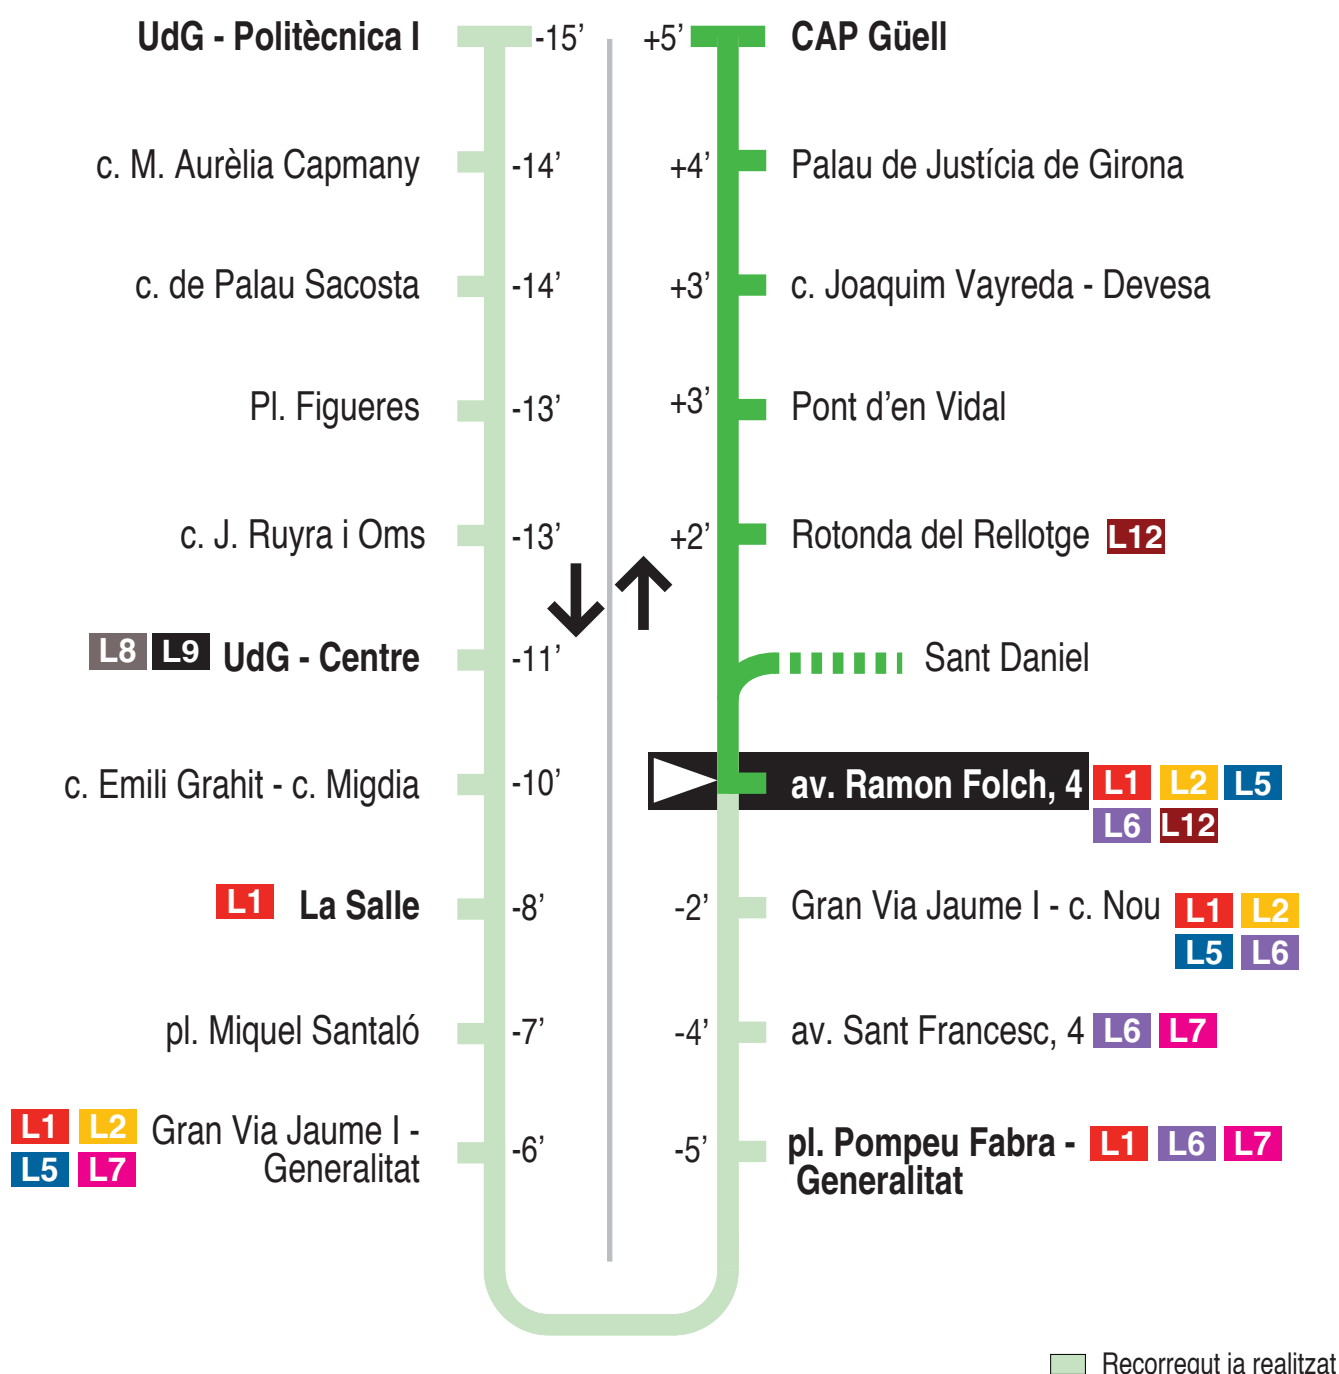 UdG - Politècnica I -15’
c. M. Aurèlia Capmany -14’
c. de Palau Sacosta -14’
Pl. Figueres -13’
c. J. Ruyra i Oms -13’
L8 L9 UdG - Centre -11’
c. Emili Grahit - c. Migdia -10’
L1 La Salle -8’
pl. Miquel Santaló -7’
L1 L2 Gran Via Jaume I -
L5 L7 Generalitat -6’
+5’ CAP Güell
+4’ Palau de Justícia de Girona
+3’ c. Joaquim Vayreda - Devesa
+3’ Pont d’en Vidal
+2’ Rotonda del Rellotge L12
Sant Daniel
av. Ramon Folch, 4 L1 L2 L5
L6 L12
-2’ Gran Via Jaume I - c. Nou L1 L2
L5 L6
-4’ av. Sant Francesc, 4 L6 L7
-5’ pl. Pompeu Fabra - L1 L6 L7
Generalitat
Recorregut ja realitzat